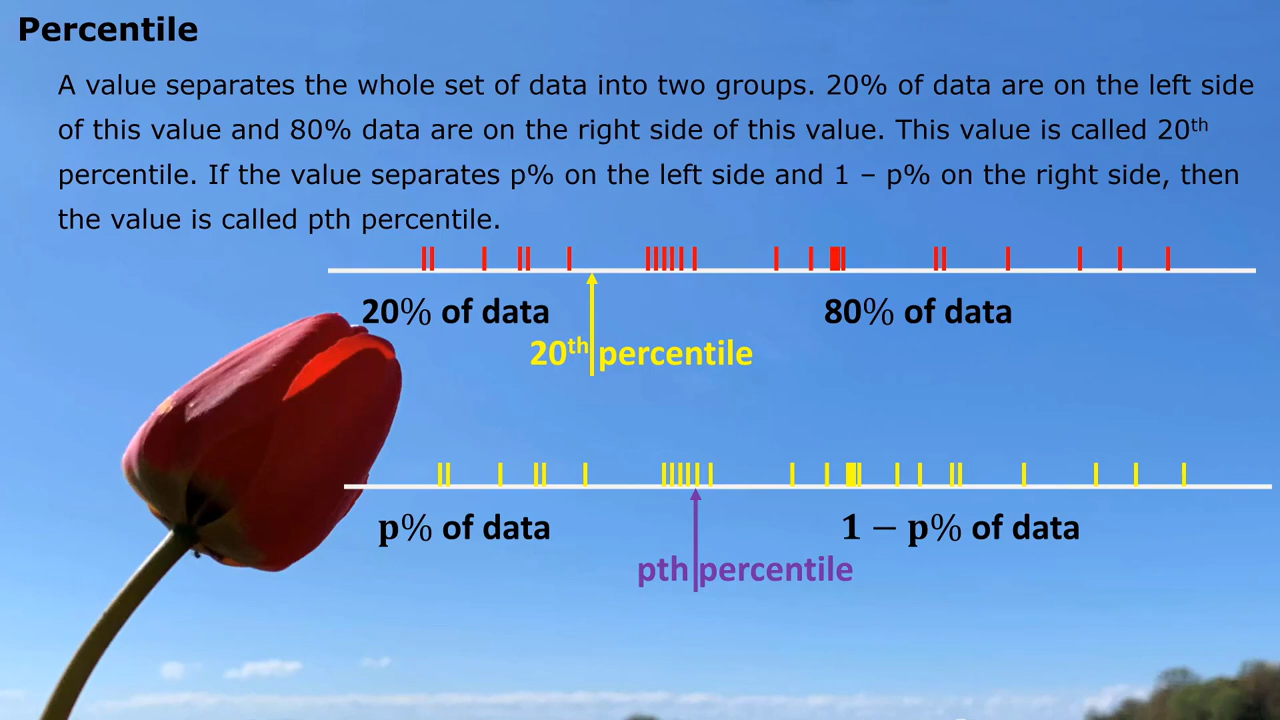 Percentile
A value separates the whole set of data into two groups. 20% of data are on the left side
of this value and 80% data are on the right side of this value. This value is called 20th
percentile. If the value separates p% on the left side and 1 – p% on the right side, then
the value is called pth percentile.
20% of data 80% of data
20th percentile
p% of data 1 − p% of data
pth percentile